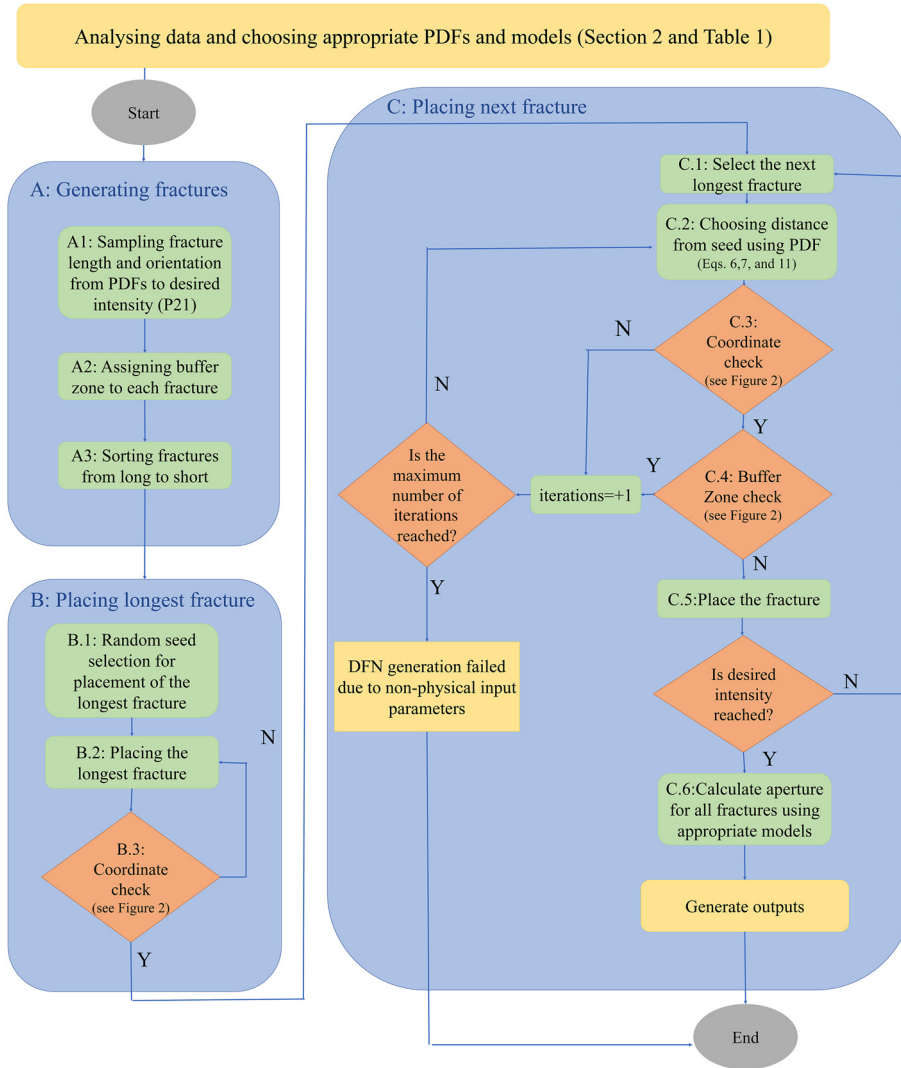 Analysing data and choosing appropriate PDFs and models (Section 2 and Table 1)
Start
A: Generating fractures
A1: Sampling fracture
length and orientation
from PDFs to desired
intensity (P21)
A2: Assigning buffer
zone to each fracture
A3: Sorting fractures
from long to short
B: Placing longest fracture
B.1: Random seed
selection for
placement of the
longest fracture
N
B.2: Placing the
longest fracture
B.3:
Coordinate
check
(see Figure 2)
Y
C: Placing next fracture
C.1: Select the next
longest fracture
C.2: Choosing distance
from seed using PDF
(Eqs. 6,7, and 11)
N
C.3:
Coordinate
check
(see Figure 2)
N
Y
Is the
maximum
number of
iterations
reached?
iterations=+1
Y
C.4: Buffer
Zone check
(see Figure 2)
Y
N
DFN generation failed
due to non-physical input
parameters
C.5:Place the fracture
Is desired
intensity
reached?
N
Y
C.6:Calculate aperture
for all fractures using
appropriate models
Generate outputs
End